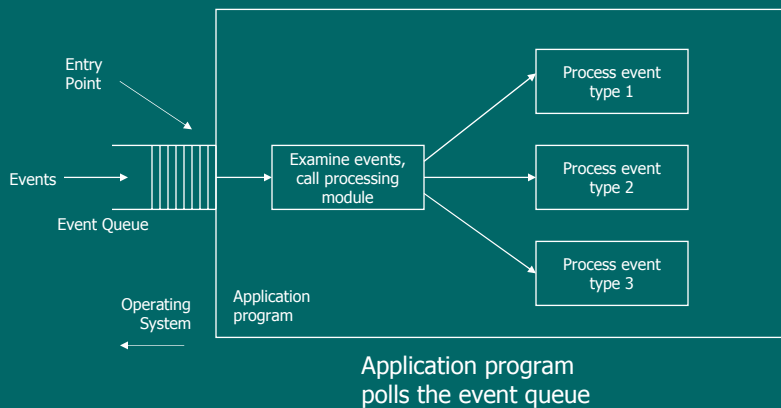 Entry
Point
Process event
type 1
Examine events,
call processing
module
Process event
type 2
Events
Event Queue
Process event
type 3
Operating
System
Application
program
Application program
polls the event queue